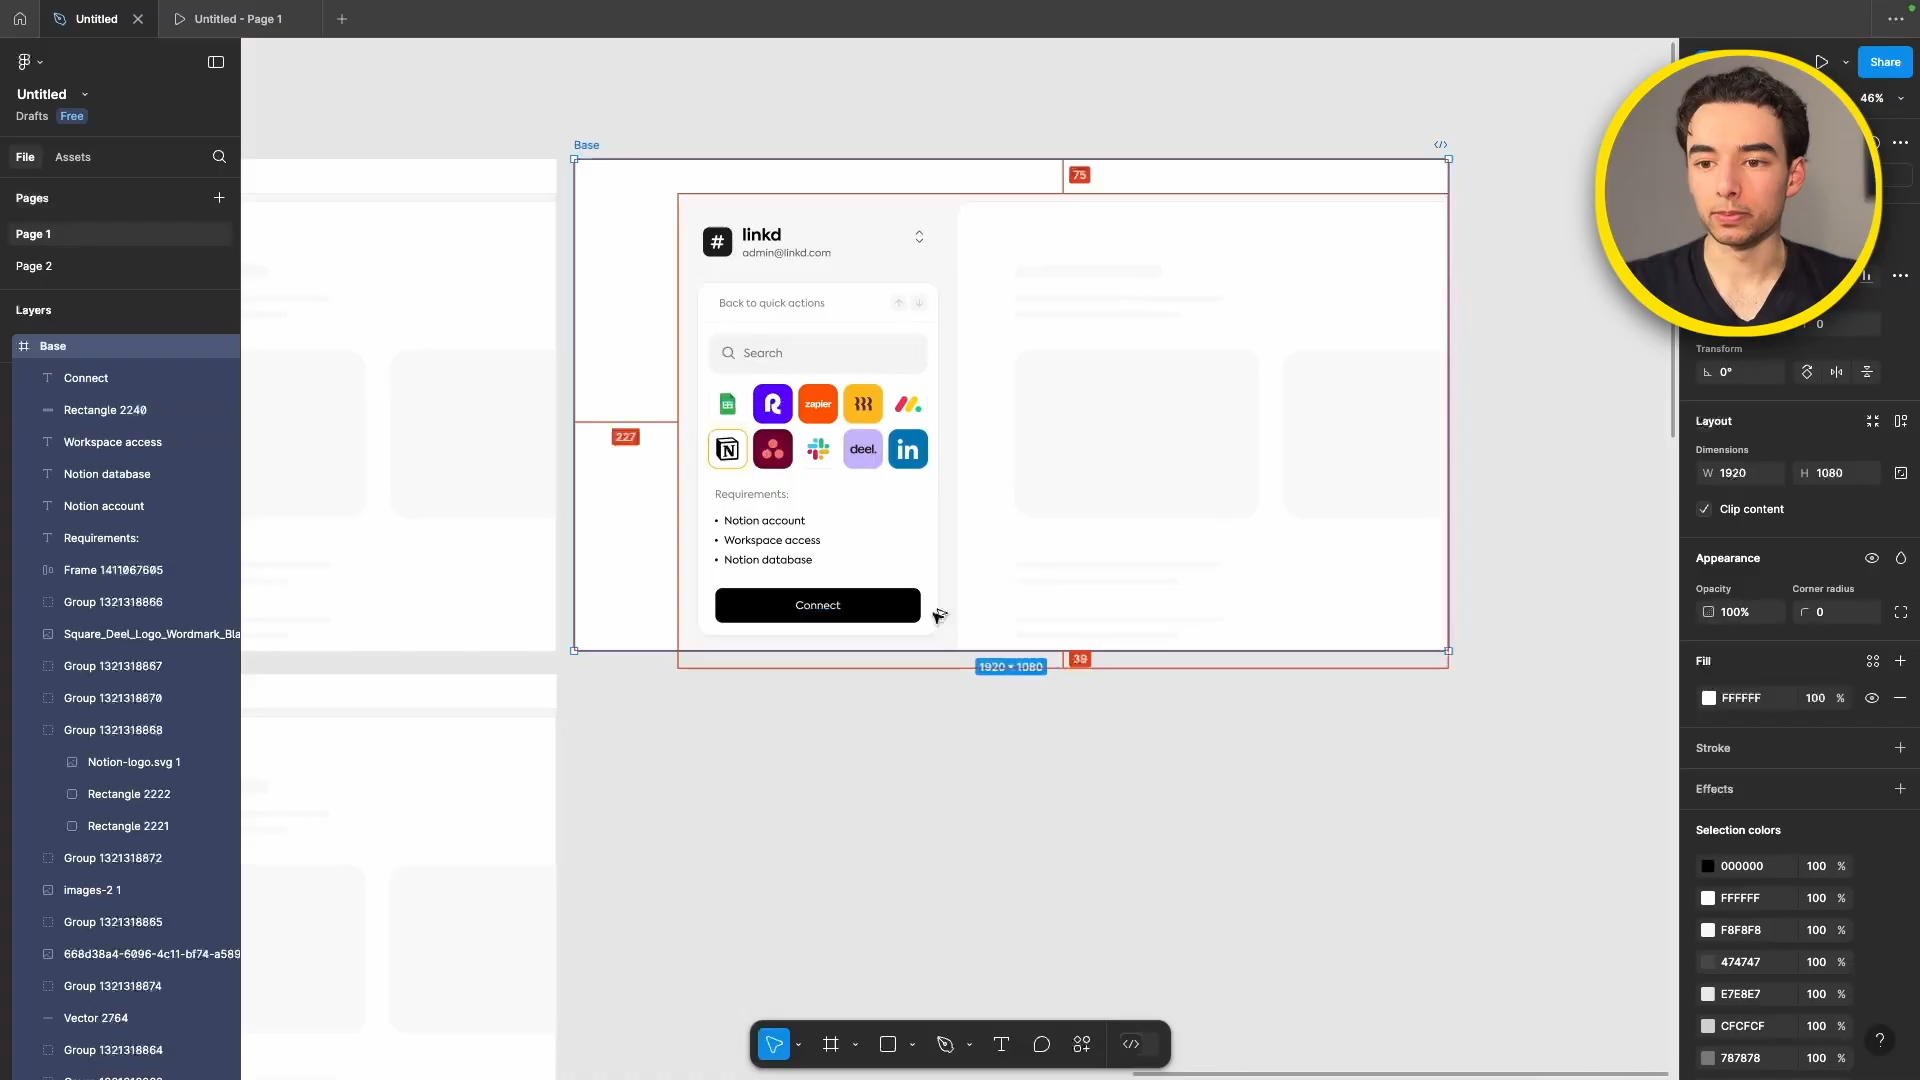 Untitled
Untitled - Page 1
Share
46%
Untitled
Drafts Free
File Assets
Pages
Page 1
Page 2
Layers
Base
Connect
Rectangle 2240
Workspace access
Notion database
Notion account
Requirements:
Frame 1411067605
Group 1321318866
Square_Deel_Logo_Wordmark_Bla
Group 1321318867
Group 1321318870
Group 1321318868
Notion-logo.svg 1
Rectangle 2222
Rectangle 2221
Group 1321318872
images-2 1
Group 1321318865
668d38a4-6096-4c11-bf74-a589
Group 1321318874
Vector 2764
Group 1321318864
Base
75
# linkd
admin@linkd.com
Back to quick actions
Search
zapier
227
N
deel.
in
Requirements:
• Notion account
• Workspace access
• Notion database
Connect
39
1920 × 1080
0
Transform
0°
Layout
Dimensions
W 1920 H 1080
Clip content
Appearance
Opacity Corner radius
100% 0
Fill
FFFFFF 100 %
Stroke
Effects
Selection colors
000000 100 %
FFFFFF 100 %
F8F8F8 100 %
474747 100 %
E7E8E7 100 %
CFCFCF 100 %
787878 100 %
?